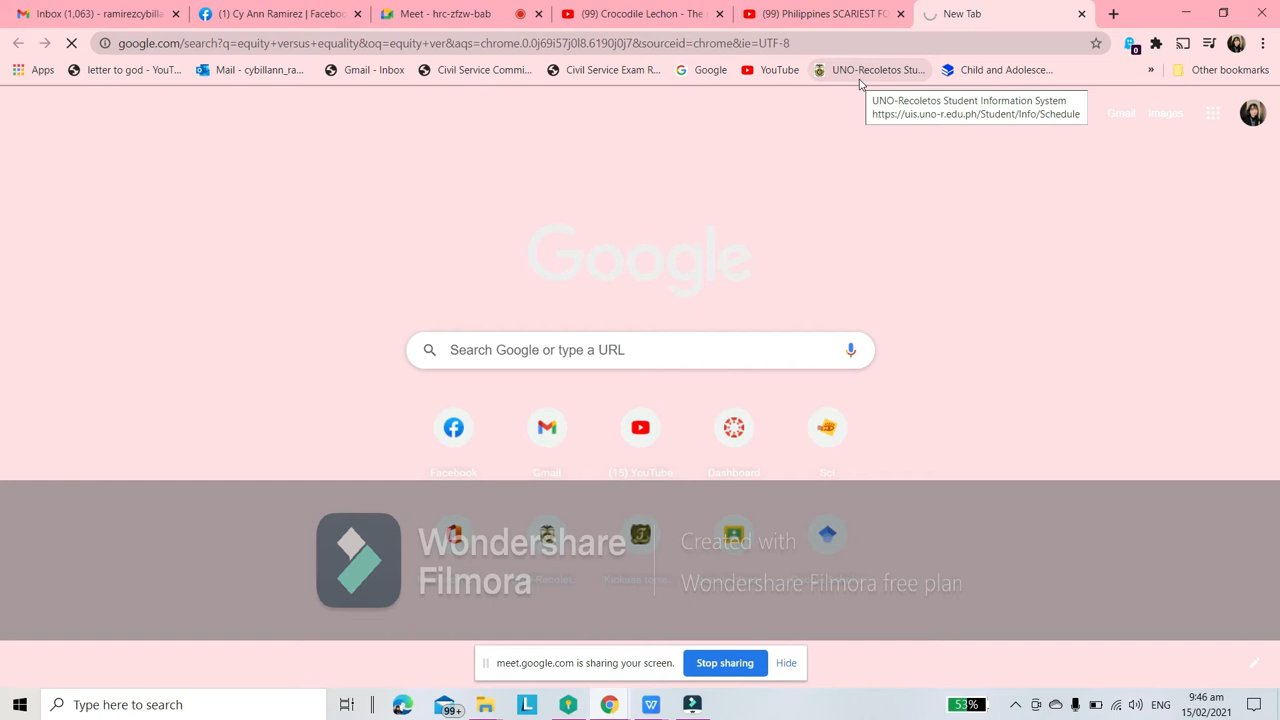 Inbox (1,063) - ramirezcybilla
(1) Cy Ann Ramirez | Facebook
Meet - hrc-zfzw-bab
(99) Crocodile Lechon - The
(99) Philippines SCARIEST FO
New Tab
google.com/search?q=equity+versus+equality&oq=equity+ver&aqs=chrome.0.0j69i57j0l8.6190j0j7&sourceid=chrome&ie=UTF-8
0
Apps
letter to god - YouT...
Mail - cybillann_ra...
Gmail - Inbox
Civil Service Commi...
Civil Service Exam R...
Google
YouTube
UNO-Recoletos Stu...
Child and Adolesce...
»
Other bookmarks
UNO-Recoletos Student Information System
https://uis.uno-r.edu.ph/Student/Info/Schedule
Gmail
Images
Google
Search Google or type a URL
Facebook
Gmail
(15) YouTube
Dashboard
Sci
Wondershare
Filmora
Created with
Wondershare Filmora free plan
meet.google.com is sharing your screen.
Stop sharing
Hide
Type here to search
99+
53%
ENG
9:46 am
15/02/2021